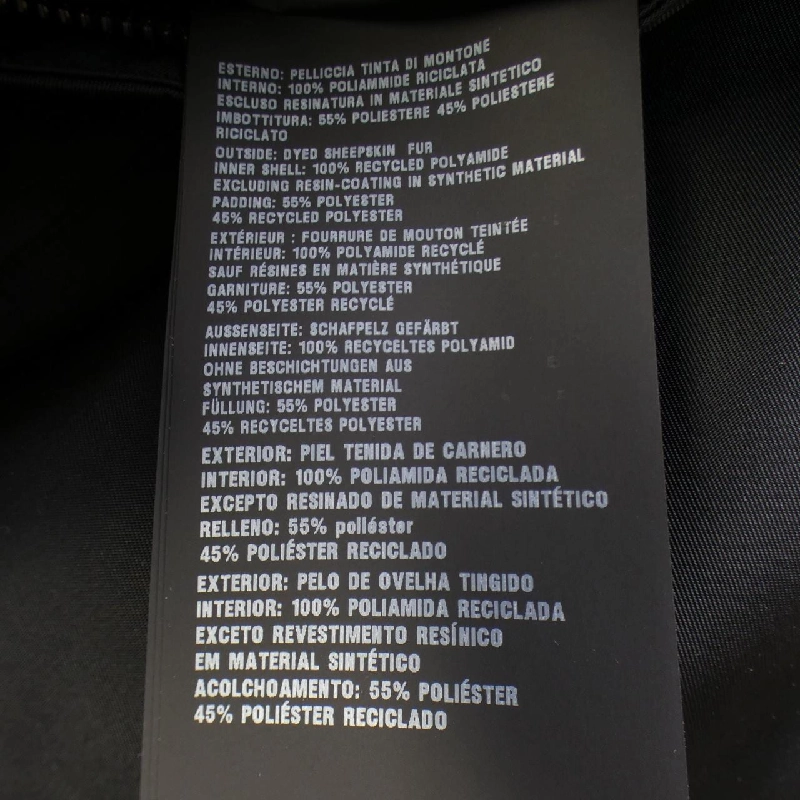 ESTERNO: PELLICCIA TINTA DI MONTONE
INTERNO: 100% POLIAMMIDE RICICLATA
ESCLUSO RESINATURA IN MATERIALE SINTETICO
IMBOTTITURA: 55% POLIESTERE 45% POLIESTERE
RICICLATO
OUTSIDE: DYED SHEEPSKIN FUR
INNER SHELL: 100% RECYCLED POLYAMIDE
EXCLUDING RESIN-COATING IN SYNTHETIC MATERIAL
PADDING: 55% POLYESTER
45% RECYCLED POLYESTER
EXTÉRIEUR : FOURRURE DE MOUTON TEINTÉE
INTÉRIEUR: 100% POLYAMIDE RECYCLÉ
SAUF RÉSINES EN MATIÈRE SYNTHÉTIQUE
GARNITURE: 55% POLYESTER
45% POLYESTER RECYCLÉ
AUSSENSEITE: SCHAFPELZ GEFÄRBT
INNENSEITE: 100% RECYCELTES POLYAMID
OHNE BESCHICHTUNGEN AUS
SYNTHETISCHEM MATERIAL
FÜLLUNG: 55% POLYESTER
45% RECYCELTES POLYESTER
EXTERIOR: PIEL TENIDA DE CARNERO
INTERIOR: 100% POLIAMIDA RECICLADA
EXCEPTO RESINADO DE MATERIAL SINTÉTICO
RELLENO: 55% poliéster
45% POLIÉSTER RECICLADO
EXTERIOR: PELO DE OVELHA TINGIDO
INTERIOR: 100% POLIAMIDA RECICLADA
EXCETO REVESTIMENTO RESÍNICO
EM MATERIAL SINTÉTICO
ACOLCHOAMENTO: 55% POLIÉSTER
45% POLIÉSTER RECICLADO